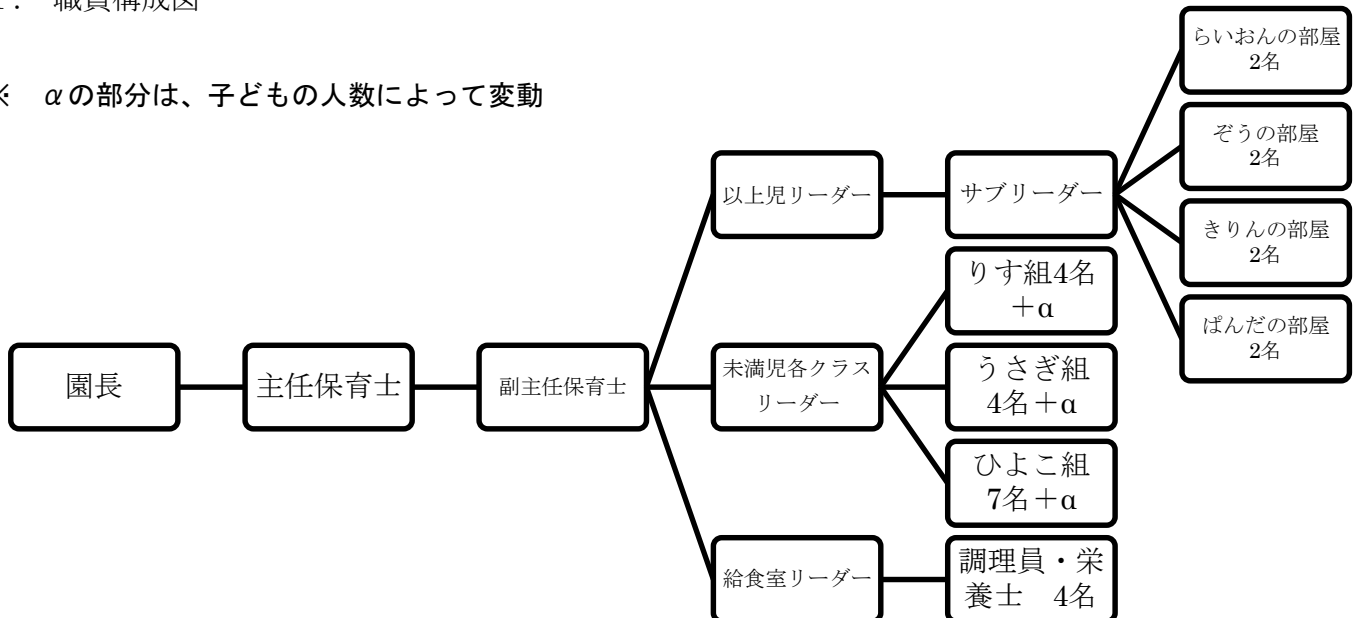 職員構成図
※ αの部分は、子どもの人数によって変動
らいおんの部屋
2名
ぞうの部屋
2名
きりんの部屋
2名
ぱんだの部屋
2名
以上児リーダー
サブリーダー
りす組4名
＋α
園長
主任保育士
副主任保育士
未満児各クラス
リーダー
うさぎ組
4名＋α
ひよこ組
7名＋α
給食室リーダー
調理員・栄
養士 4名